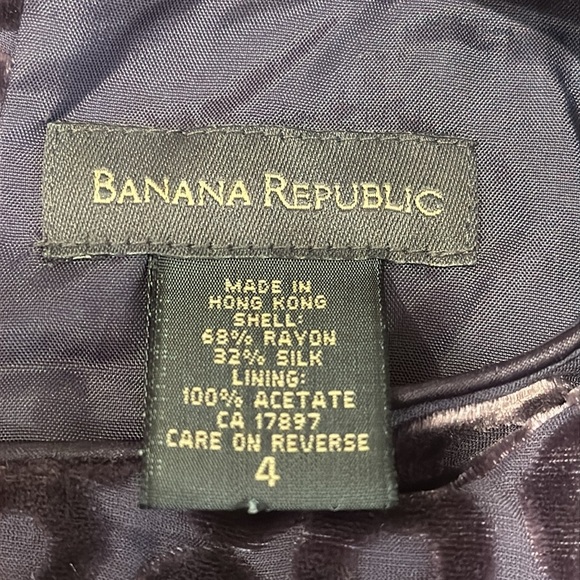 BANANA REPUBLIC
MADE IN
HONG KONG
SHELL:
68% RAYON
32% SILK
LINING:
100% ACETATE
CA 17897
CARE ON REVERSE
4